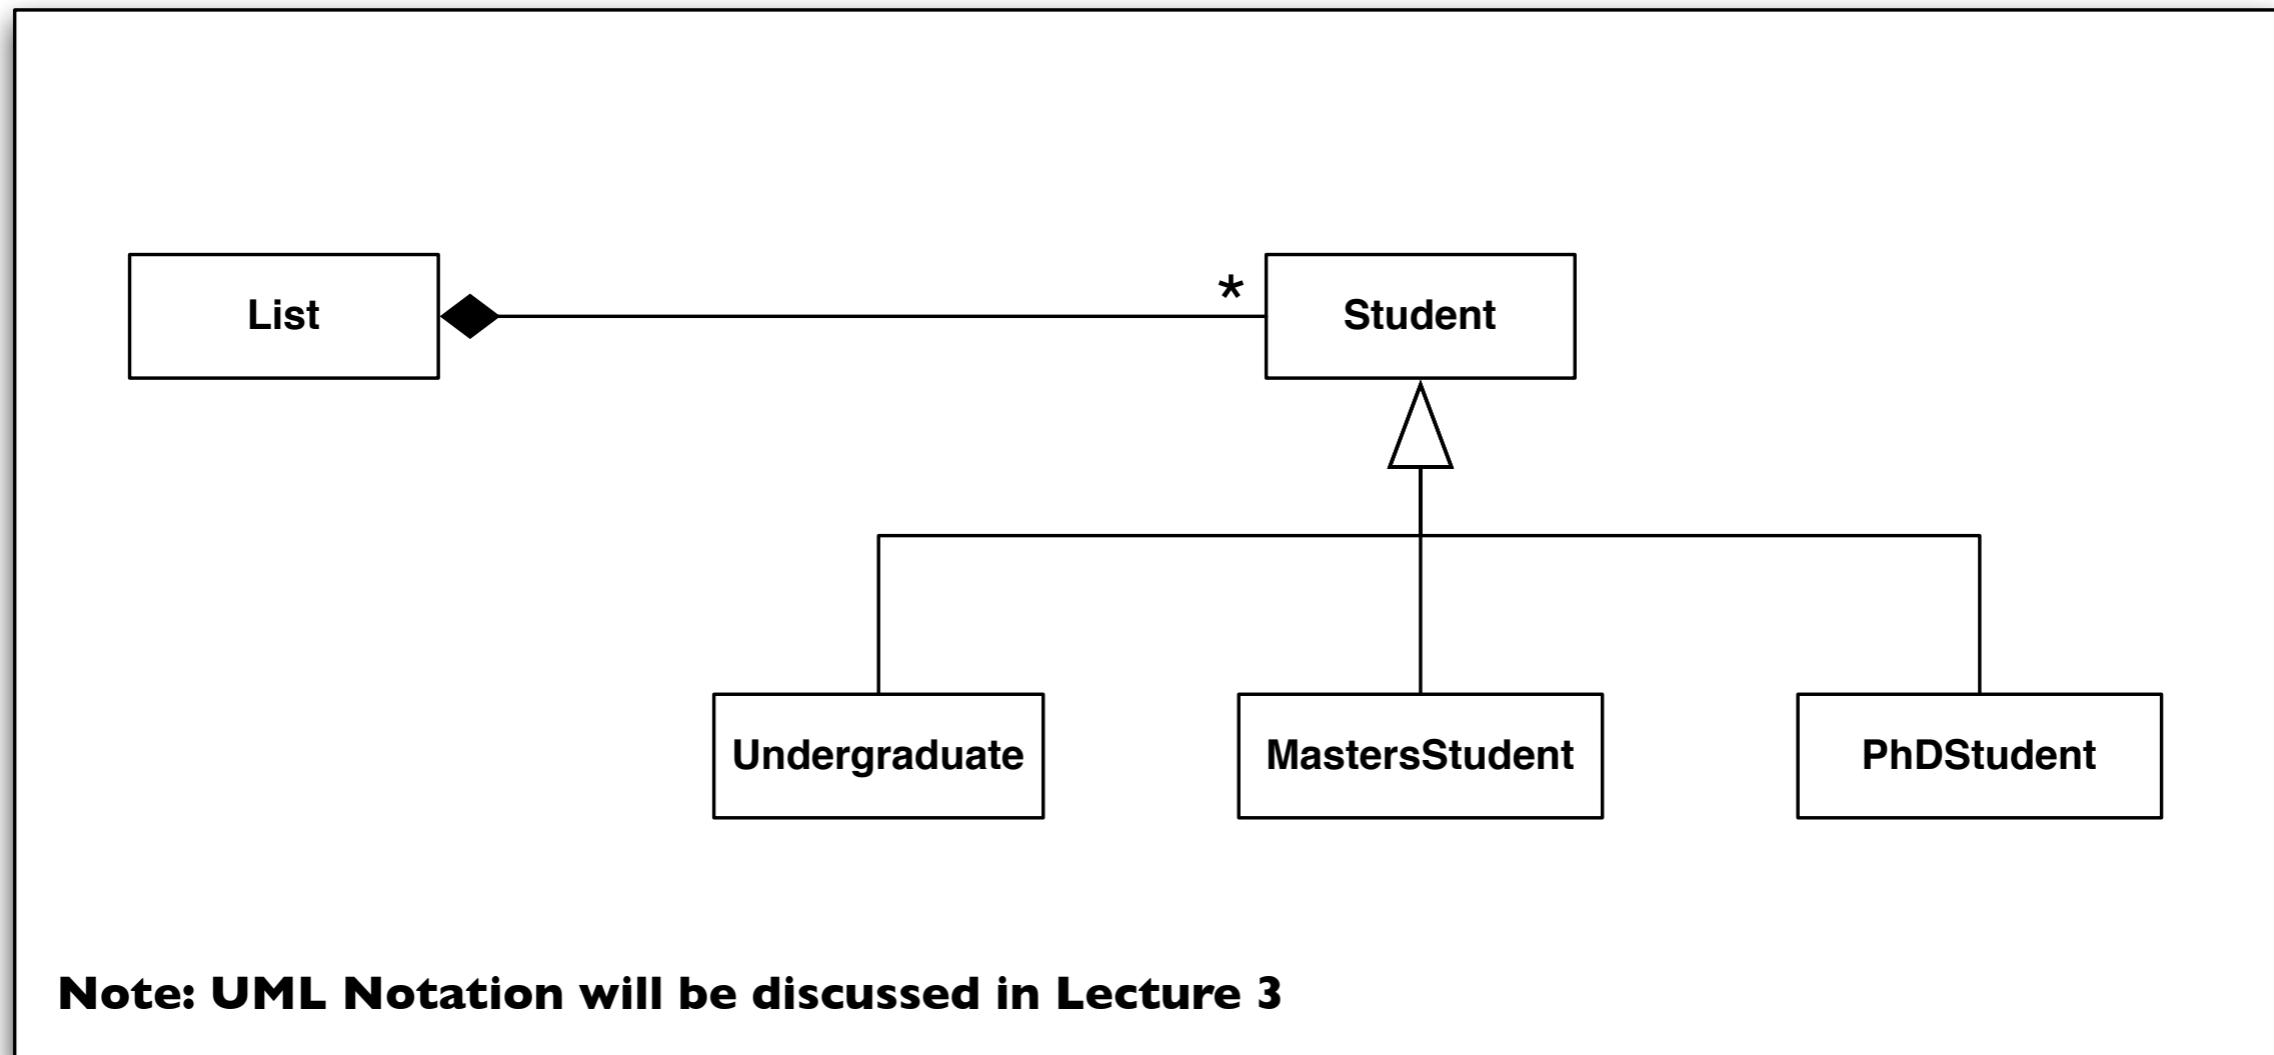 List
*
Student
Undergraduate
MastersStudent
PhDStudent
Note: UML Notation will be discussed in Lecture 3